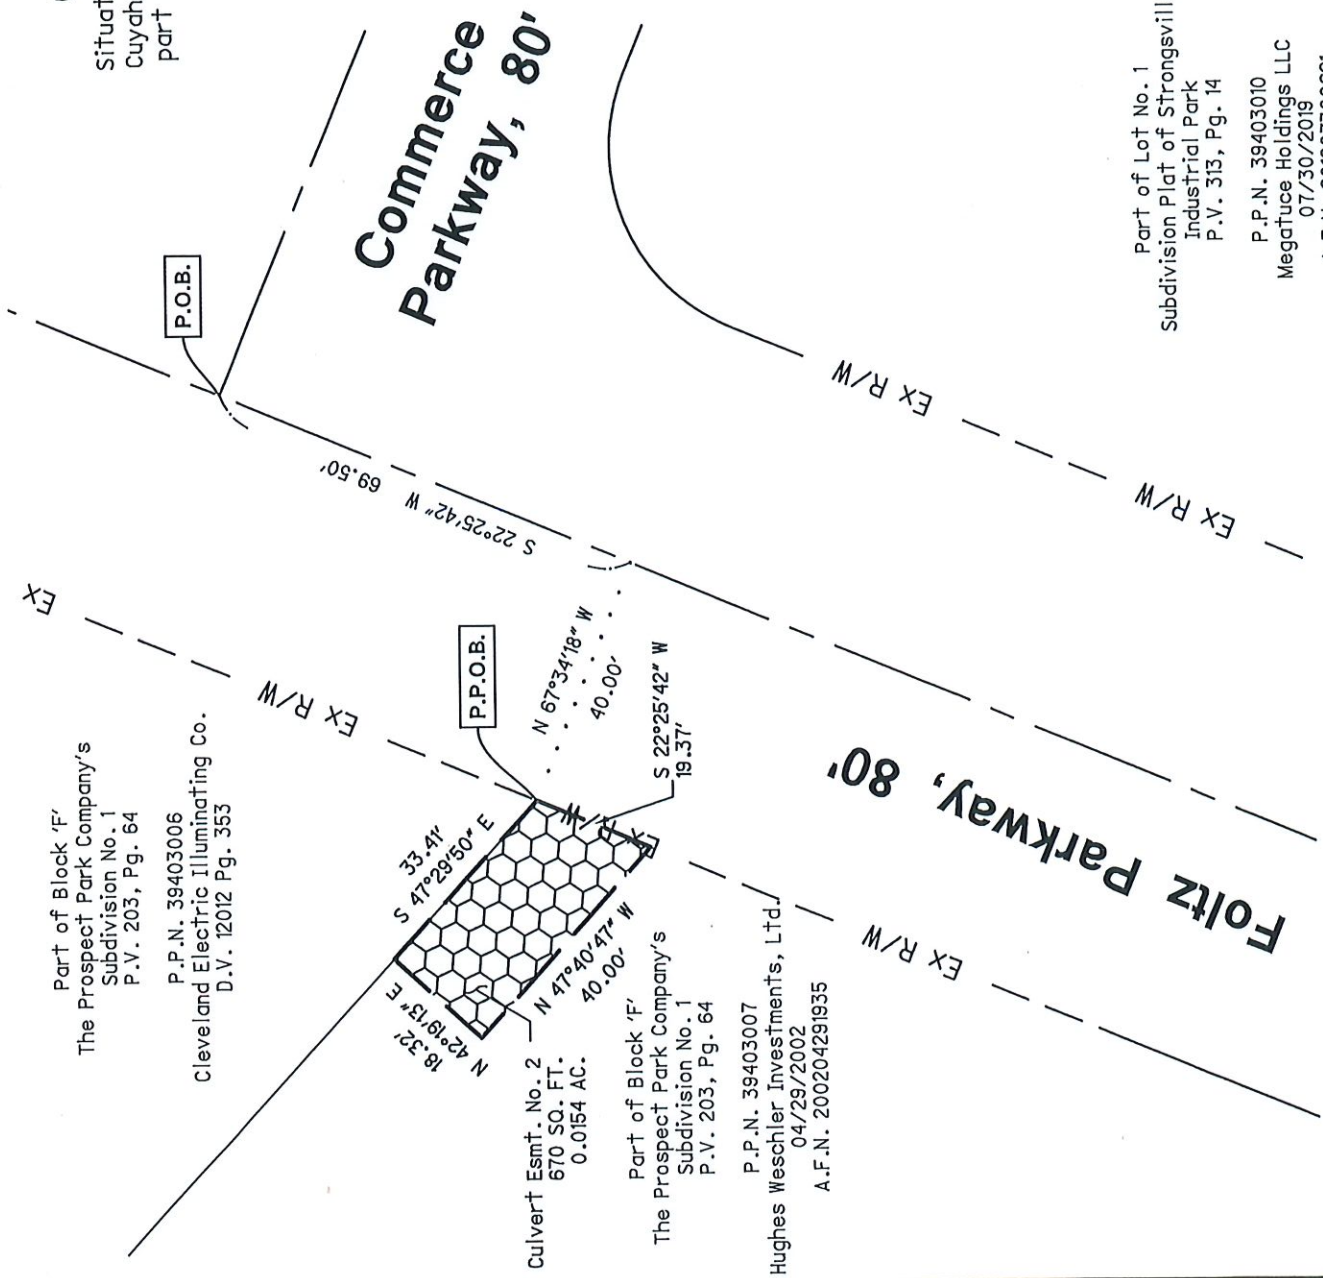 Situat
Cuyah
part
P.O.B.
Commerce
Parkway, 80'
Ex
Ex R/W
Part of Block 'F'
The Prospect Park Company's
Subdivision No. 1
P.V. 203, Pg. 64
P.P.N. 39403006
Cleveland Electric Illuminating Co.
D.V. 12012 Pg. 353
S 22°25'42" W 69.50'
P.P.O.B.
N 67°34'18" W
40.00'
S 22°25'42" W
19.37'
33.41'
S 47°29'50" E
Ex R/W
N 47°40'47" W
40.00'
18.32'
N 42°19'13" E
Culvert Esmt. No. 2
670 SQ. FT.
0.0154 AC.
Part of Block 'F'
The Prospect Park Company's
Subdivision No. 1
P.V. 203, Pg. 64
P.P.N. 39403007
Hughes Weschler Investments, Ltd.
04/29/2002
A.F.N. 200204291935
Ex R/W
Foltz Parkway, 80'
Ex R/W
Ex R/W
Part of Lot No. 1
Subdivision Plat of Strongsvill
Industrial Park
P.V. 313, Pg. 14
P.P.N. 39403010
Megatuce Holdings LLC
07/30/2019